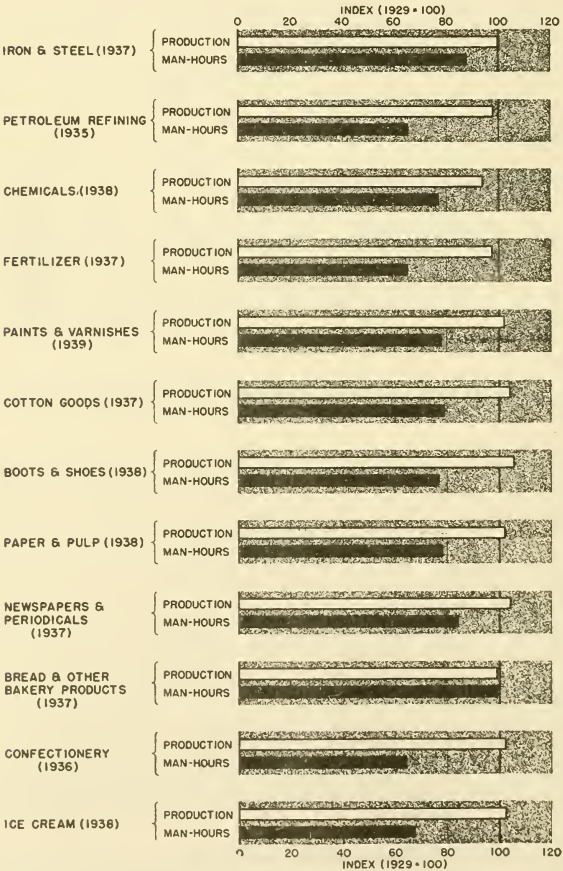 INDEX (1929=100)
0 20 40 60 80 100 120
IRON & STEEL (1937)
PRODUCTION
MAN-HOURS
PETROLEUM REFINING
(1935)
PRODUCTION
MAN-HOURS
CHEMICALS (1938)
PRODUCTION
MAN-HOURS
FERTILIZER (1937)
PRODUCTION
MAN-HOURS
PAINTS & VARNISHES
(1939)
PRODUCTION
MAN-HOURS
COTTON GOODS (1937)
PRODUCTION
MAN-HOURS
BOOTS & SHOES (1938)
PRODUCTION
MAN-HOURS
PAPER & PULP (1938)
PRODUCTION
MAN-HOURS
NEWSPAPERS &
PERIODICALS
(1937)
PRODUCTION
MAN-HOURS
BREAD & OTHER
BAKERY PRODUCTS
(1937)
PRODUCTION
MAN-HOURS
CONFECTIONERY
(1936)
PRODUCTION
MAN-HOURS
ICE CREAM (1938)
PRODUCTION
MAN-HOURS
0 20 40 60 80 100 120
INDEX (1929=100)